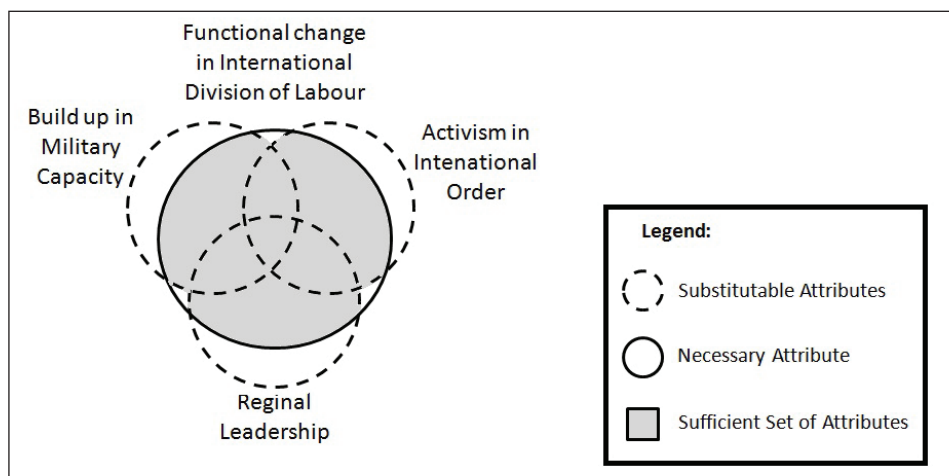 Functional change
in International
Division of Labour
Build up in
Military
Capacity
Activism in
Intenational
Order
Reginal
Leadership
Legend:
Substitutable Attributes
Necessary Attribute
Sufficient Set of Attributes